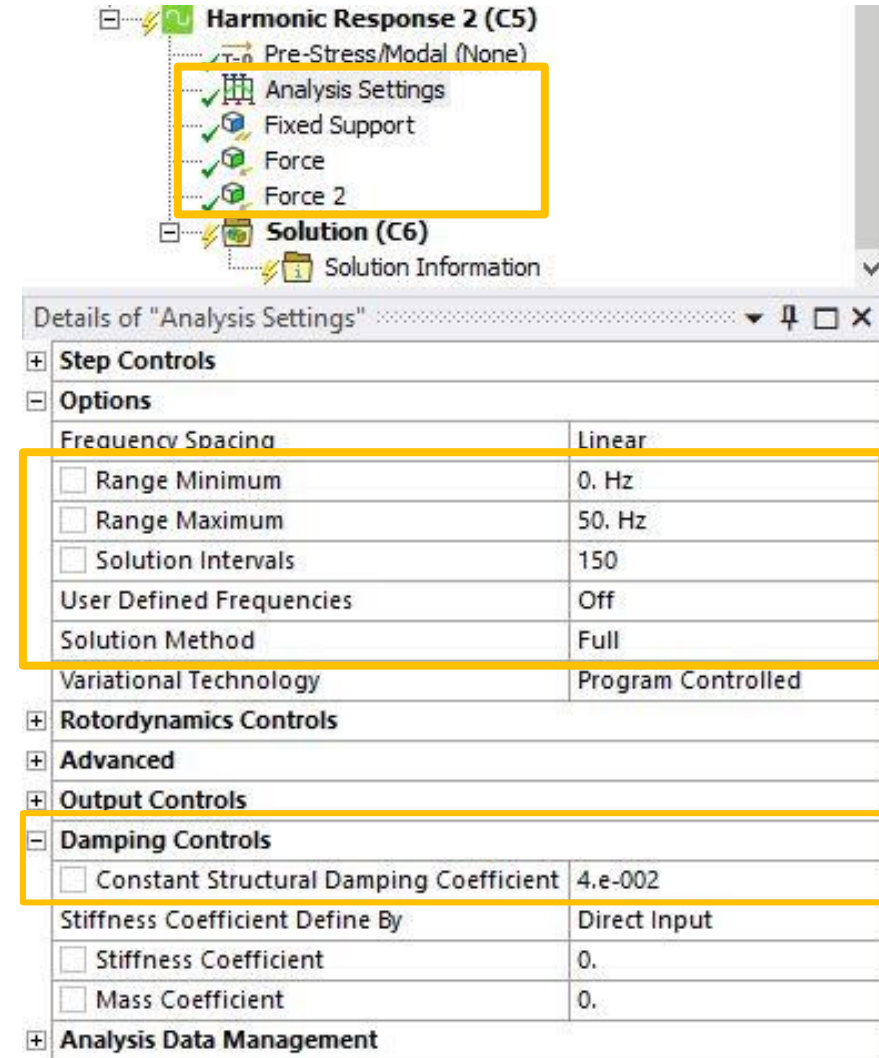 Harmonic Response 2 (C5)
T=0 Pre-Stress/Modal (None)
Analysis Settings
Fixed Support
Force
Force 2
Solution (C6)
i Solution Information
Details of "Analysis Settings"
Step Controls
Options
Frequency Spacing Linear
Range Minimum 0. Hz
Range Maximum 50. Hz
Solution Intervals 150
User Defined Frequencies Off
Solution Method Full
Variational Technology Program Controlled
Rotordynamics Controls
Advanced
Output Controls
Damping Controls
Constant Structural Damping Coefficient 4.e-002
Stiffness Coefficient Define By Direct Input
Stiffness Coefficient 0.
Mass Coefficient 0.
Analysis Data Management